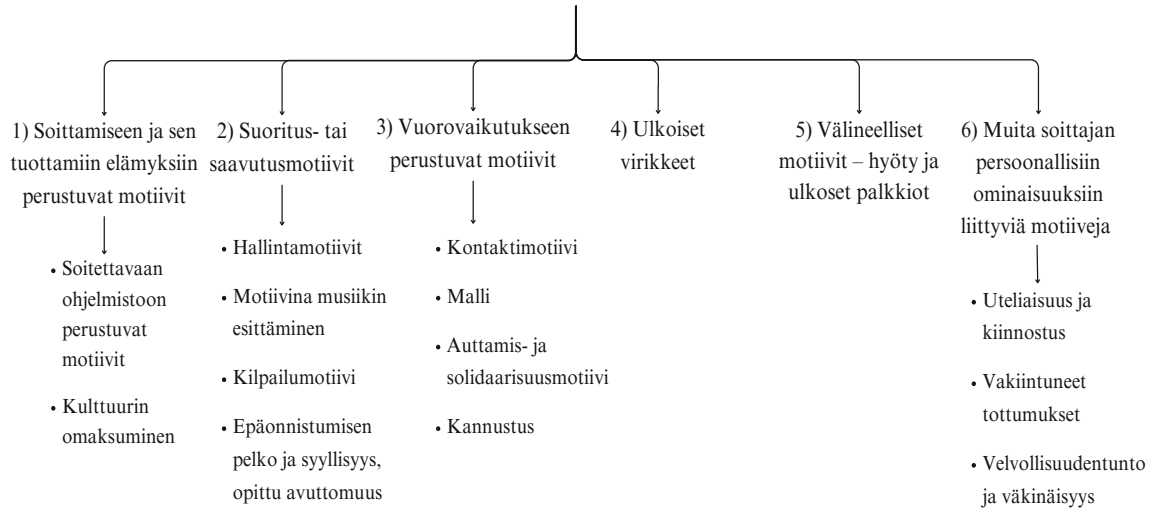 1) Soittamiseen ja sen
tuottamiin elämyksiin
perustuvat motiivit
• Soitettavaan
ohjelmistoon
perustuvat
motiivit
• Kulttuurin
omaksuminen
2) Suoritus- tai
saavutusmotiivit
• Hallintamotiivit
• Motiivina musiikin
esittäminen
• Kilpailumotiivi
• Epäonnistumisen
pelko ja syyllisyys,
opittu avuttomuus
3) Vuorovaikutukseen
perustuvat motiivit
• Kontaktimotiivi
• Malli
• Auttamis- ja
solidaarisuusmotiivi
• Kannustus
4) Ulkoiset
virikkeet
5) Välineelliset
motiivit – hyöty ja
ulkoset palkkiot
6) Muita soittajan
persoonallisiin
ominaisuuksiin
liittyviä motiiveja
• Uteliaisuus ja
kiinnostus
• Vakiintuneet
tottumukset
• Velvollisuudentunto
ja väkinäisyys